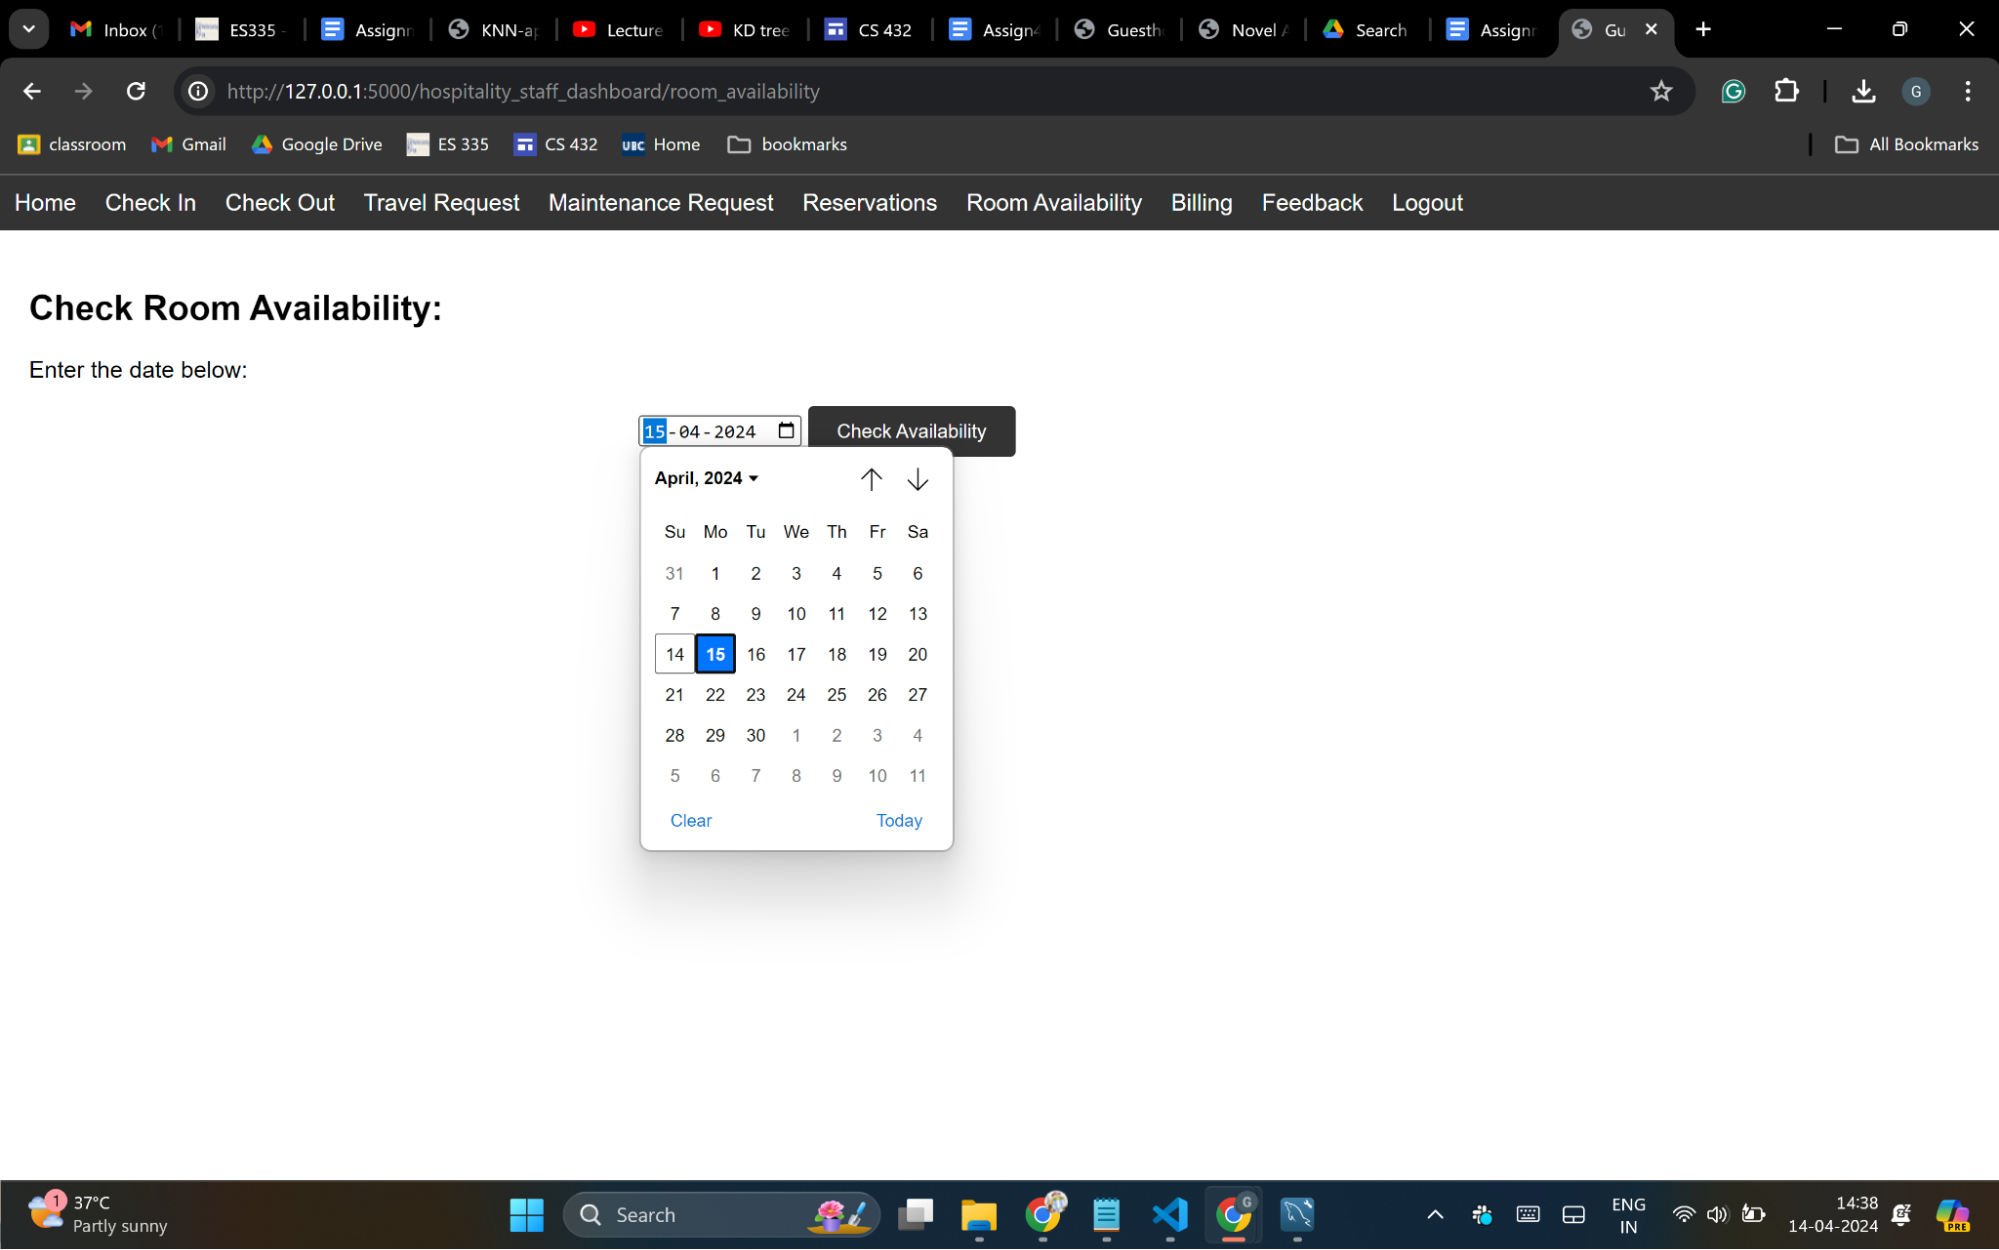 Inbox (1 ES335 - Assignm KNN-ap Lecture KD tree CS 432 Assign4 Guesth Novel A Search Assignm Gu
http://127.0.0.1:5000/hospitality_staff_dashboard/room_availability G
classroom Gmail Google Drive ES 335 CS 432 UBC Home bookmarks All Bookmarks
Home Check In Check Out Travel Request Maintenance Request Reservations Room Availability Billing Feedback Logout
Check Room Availability:
Enter the date below:
15-04-2024 Check Availability
April, 2024
Su Mo Tu We Th Fr Sa
31 1 2 3 4 5 6
7 8 9 10 11 12 13
14 15 16 17 18 19 20
21 22 23 24 25 26 27
28 29 30 1 2 3 4
5 6 7 8 9 10 11
Clear Today
1 37°C
Partly sunny
Search
G
ENG
IN
14:38
14-04-2024
PRE